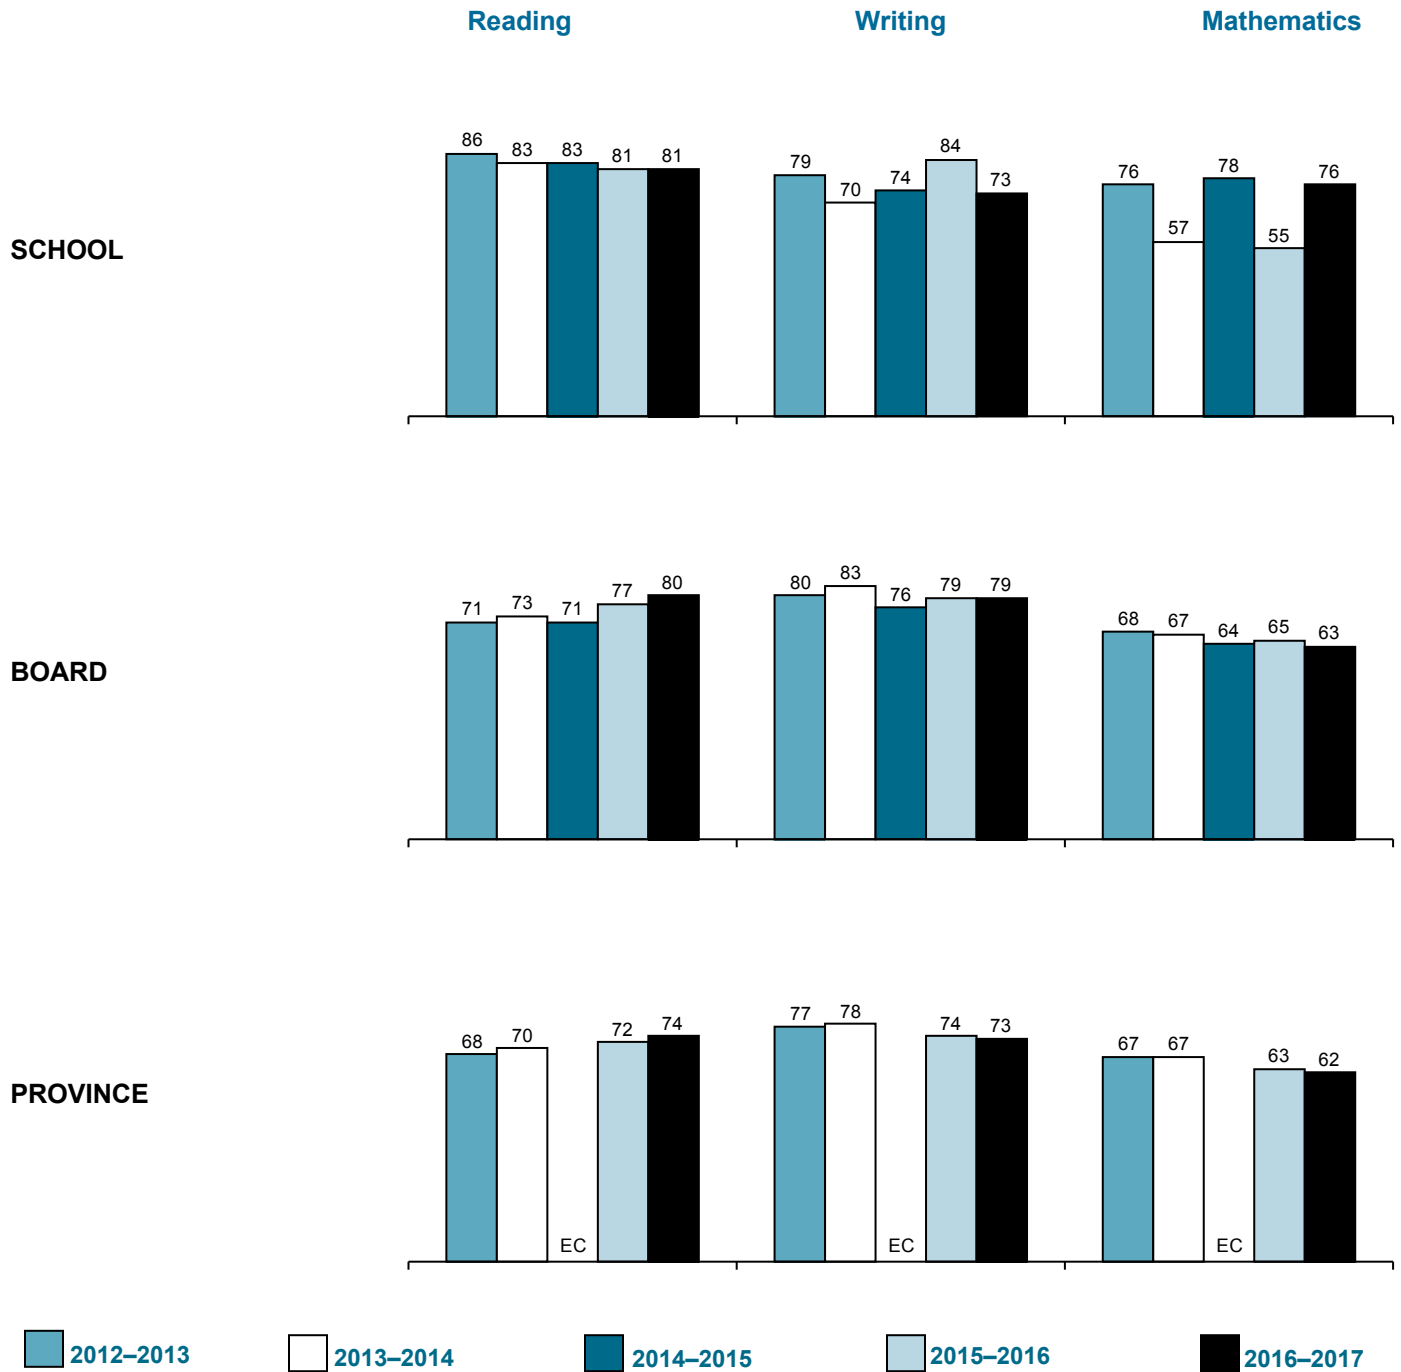 Reading Writing Mathematics
SCHOOL
86 83 83 81 81
79 70 74 84 73
76 57 78 55 76
BOARD
71 73 71 77 80
80 83 76 79 79
68 67 64 65 63
PROVINCE
68 70 EC 72 74
77 78 EC 74 73
67 67 EC 63 62
2012–2013 2013–2014 2014–2015 2015–2016 2016–2017